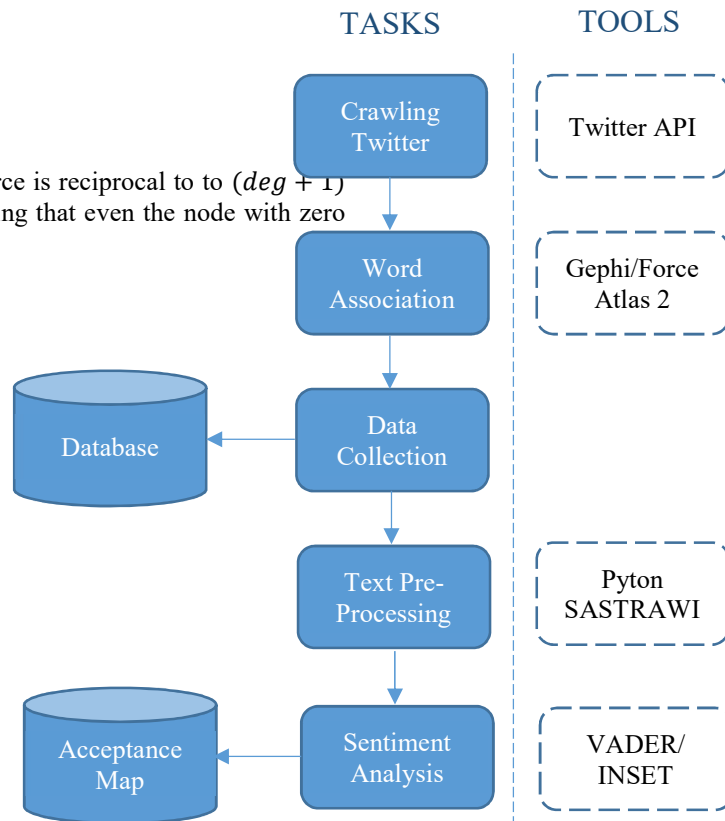 TASKS
TOOLS
Crawling
Twitter
Twitter API
rce is reciprocal to to (deg + 1)
ng that even the node with zero
Word
Association
Gephi/Force
Atlas 2
Database
Data
Collection
Text Pre-
Processing
Pyton
SASTRAWI
Acceptance
Map
Sentiment
Analysis
VADER/
INSET